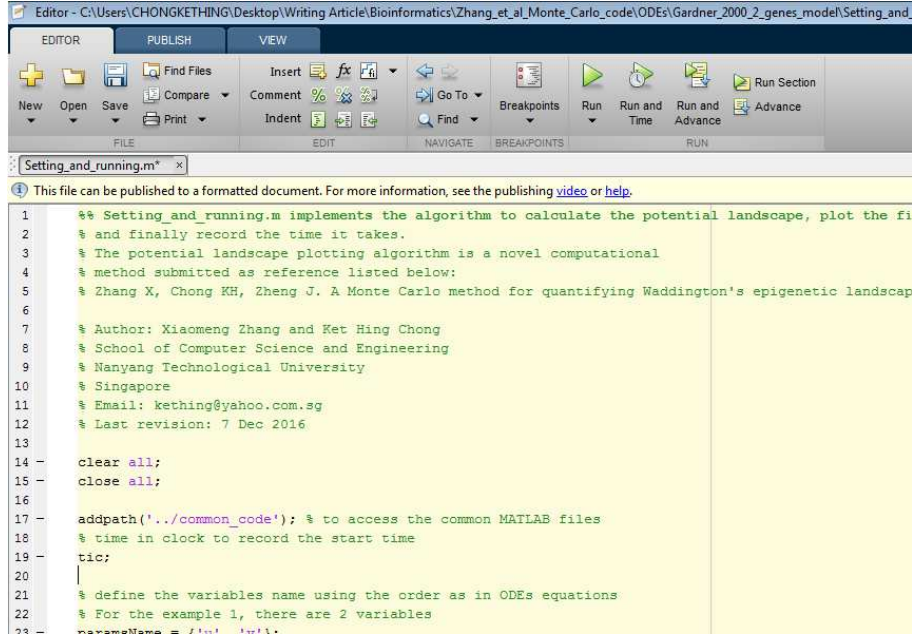 Editor - C:\Users\CHONGKETHING\Desktop\Writing Article\Bioinformatics\Zhang_et_al_Monte_Carlo_code\ODEs\Gardner_2000_2_genes_model\Setting_and_
EDITOR PUBLISH VIEW
New Open Save Find Files Compare Print
Insert fx
Comment
Indent
Go To
Find
Breakpoints
Run Run and Time Run and Advance Run Section Advance
FILE EDIT NAVIGATE BREAKPOINTS RUN
Setting_and_running.m* ×
This file can be published to a formatted document. For more information, see the publishing video or help.
1 %% Setting_and_running.m implements the algorithm to calculate the potential landscape, plot the fi
2 % and finally record the time it takes.
3 % The potential landscape plotting algorithm is a novel computational
4 % method submitted as reference listed below:
5 % Zhang X, Chong KH, Zheng J. A Monte Carlo method for quantifying Waddington's epigenetic landscap
6
7 % Author: Xiaomeng Zhang and Ket Hing Chong
8 % School of Computer Science and Engineering
9 % Nanyang Technological University
10 % Singapore
11 % Email: kething@yahoo.com.sg
12 % Last revision: 7 Dec 2016
13
14 – clear all;
15 – close all;
16
17 – addpath('../common_code'); % to access the common MATLAB files
18 % time in clock to record the start time
19 – tic;
20
21 % define the variables name using the order as in ODEs equations
22 % For the example 1, there are 2 variables
23 – paramsName =